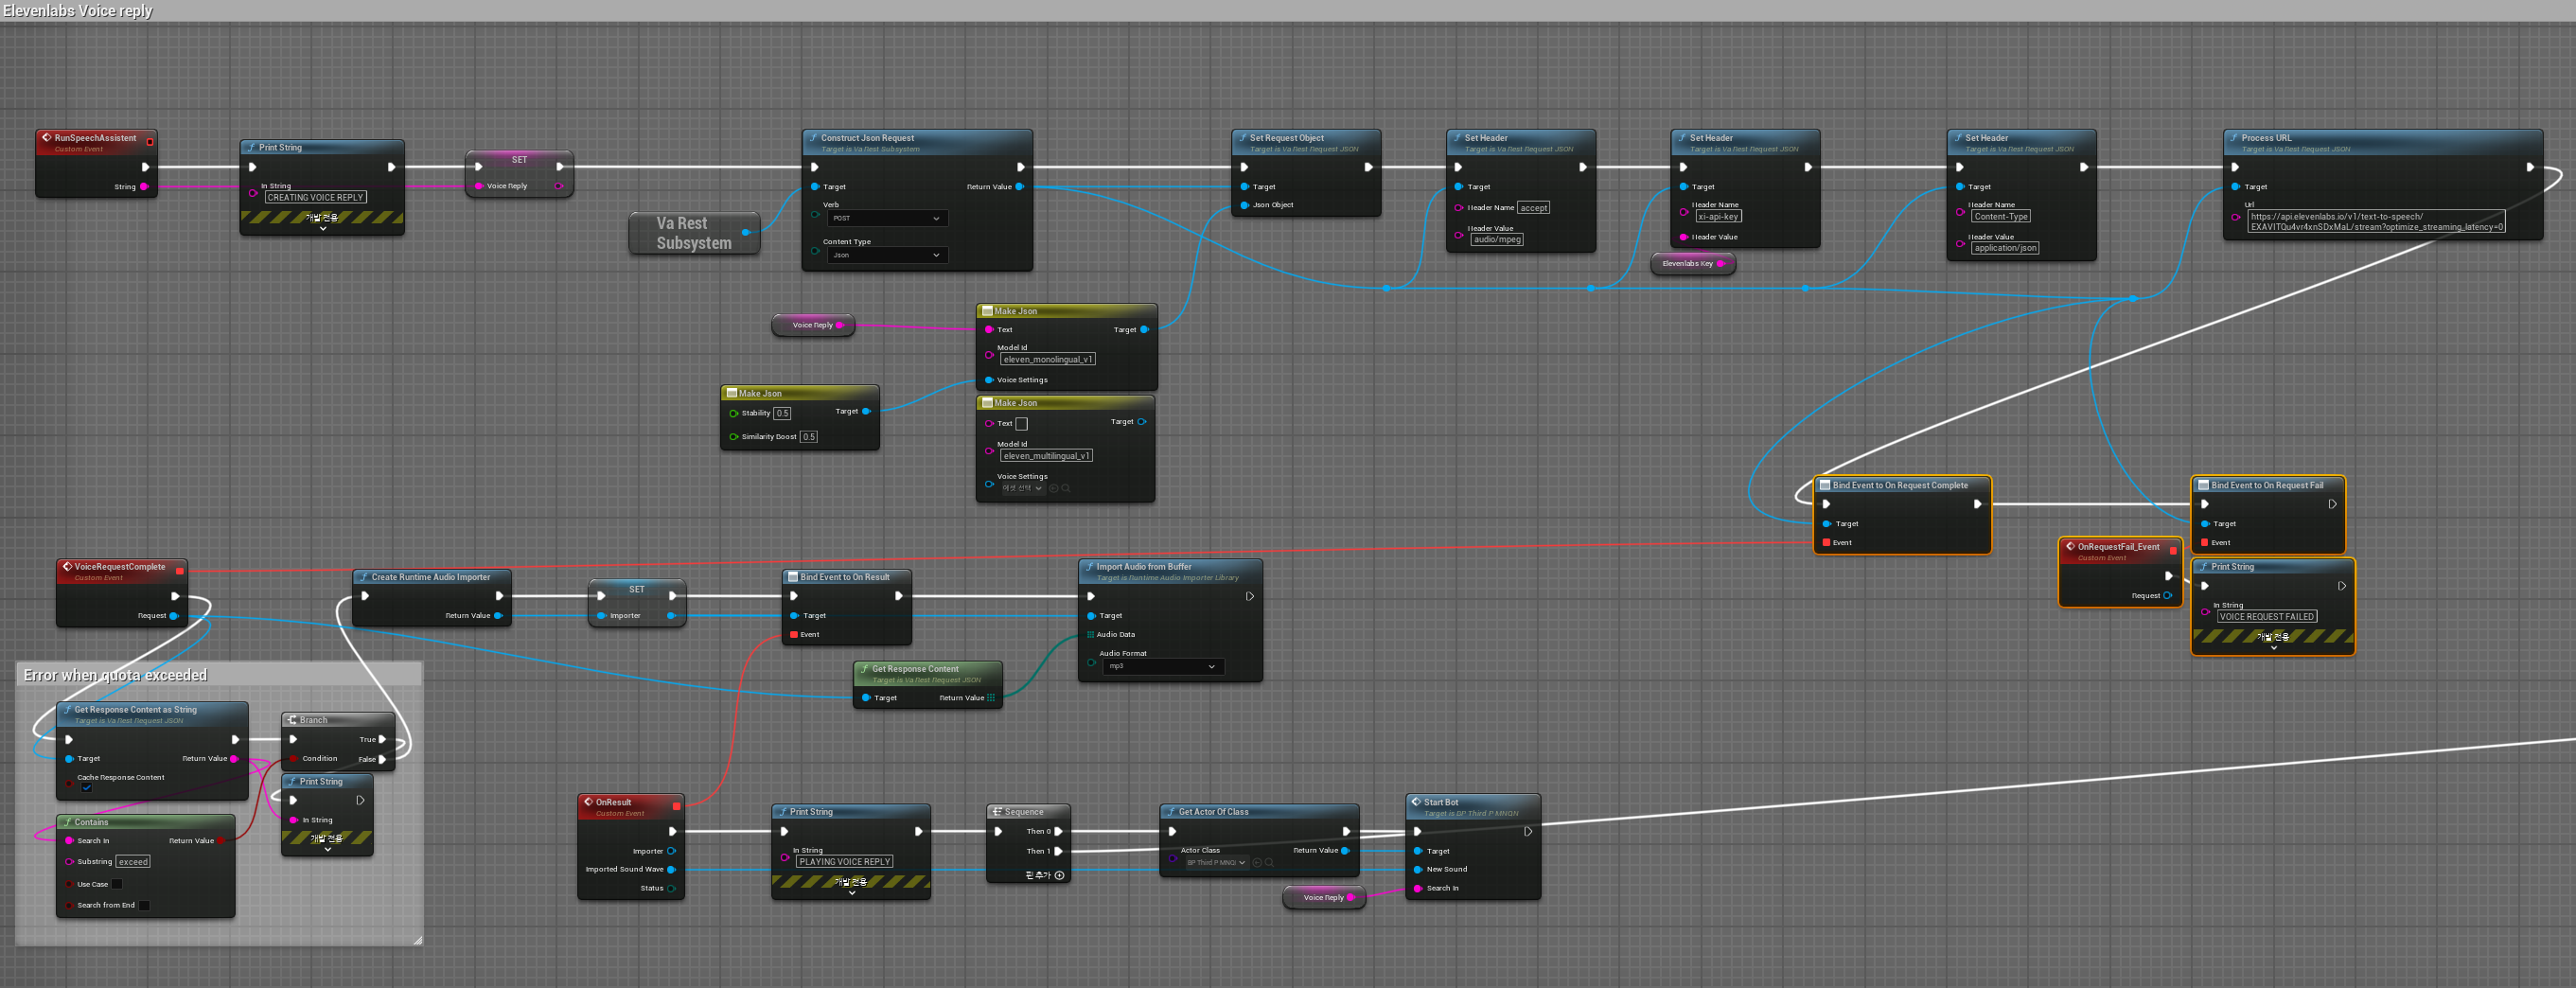 Elevenlabs Voice reply
RunSpeechAssistent
Custom Event
String
Print String
In String
CREATING VOICE REPLY
개발 전용
SET
Voice Reply
Va Rest
Subsystem
Construct Json Request
Target is Va Rest Subsystem
Target
Return Value
Verb
POST
Content Type
Json
Set Request Object
Target is Va Rest Request JSON
Target
Json Object
Set Header
Target is Va Rest Request JSON
Target
Header Name accept
Header Value
audio/mpeg
Set Header
Target is Va Rest Request JSON
Target
Header Name
xi-api-key
Header Value
Elevenlabs Key
Set Header
Target is Va Rest Request JSON
Target
Header Name
Content-Type
Header Value
application/json
Process URL
Target is Va Rest Request JSON
Target
Url
https://api.elevenlabs.io/v1/text-to-speech/
EXAVITQu4vr4xnSDxMaL/stream?optimize_streaming_latency=0
Voice Reply
Make Json
Text
Target
Model Id
eleven_monolingual_v1
Voice Settings
Make Json
Stability 0.5
Target
Similarity Boost 0.5
Make Json
Text
Target
Model Id
eleven_multilingual_v1
Voice Settings
애셋 선택
Bind Event to On Request Complete
Target
Event
Bind Event to On Request Fail
Target
Event
OnRequestFail_Event
Custom Event
Request
Print String
In String
VOICE REQUEST FAILED
개발 전용
VoiceRequestComplete
Custom Event
Request
Create Runtime Audio Importer
Return Value
SET
Importer
Bind Event to On Result
Target
Event
Import Audio from Buffer
Target is Runtime Audio Importer Library
Target
Audio Data
Audio Format
mp3
Get Response Content
Target is Va Rest Request JSON
Target
Return Value
Error when quota exceeded
Get Response Content as String
Target is Va Rest Request JSON
Target
Return Value
Cache Response Content
Branch
True
Condition
False
Print String
In String
개발 전용
Contains
Search In
Return Value
Substring exceed
Use Case
Search from End
OnResult
Custom Event
Importer
Imported Sound Wave
Status
Print String
In String
PLAYING VOICE REPLY
개발 전용
Sequence
Then 0
Then 1
핀 추가
Get Actor Of Class
Actor Class
Return Value
BP Third P MNQI
Voice Reply
Start Bot
Target is BP Third P MNQN
Target
New Sound
Search In